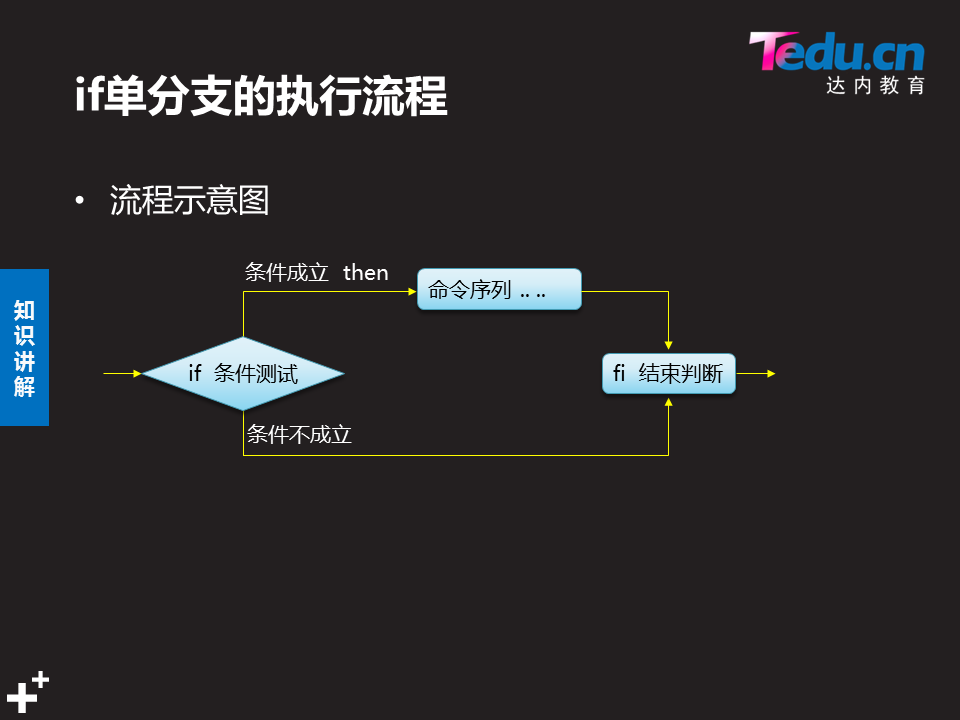 Tedu.cn
达内教育
if单分支的执行流程
• 流程示意图
条件成立 then
命令序列 .. ..
知识讲解
if 条件测试
fi 结束判断
条件不成立